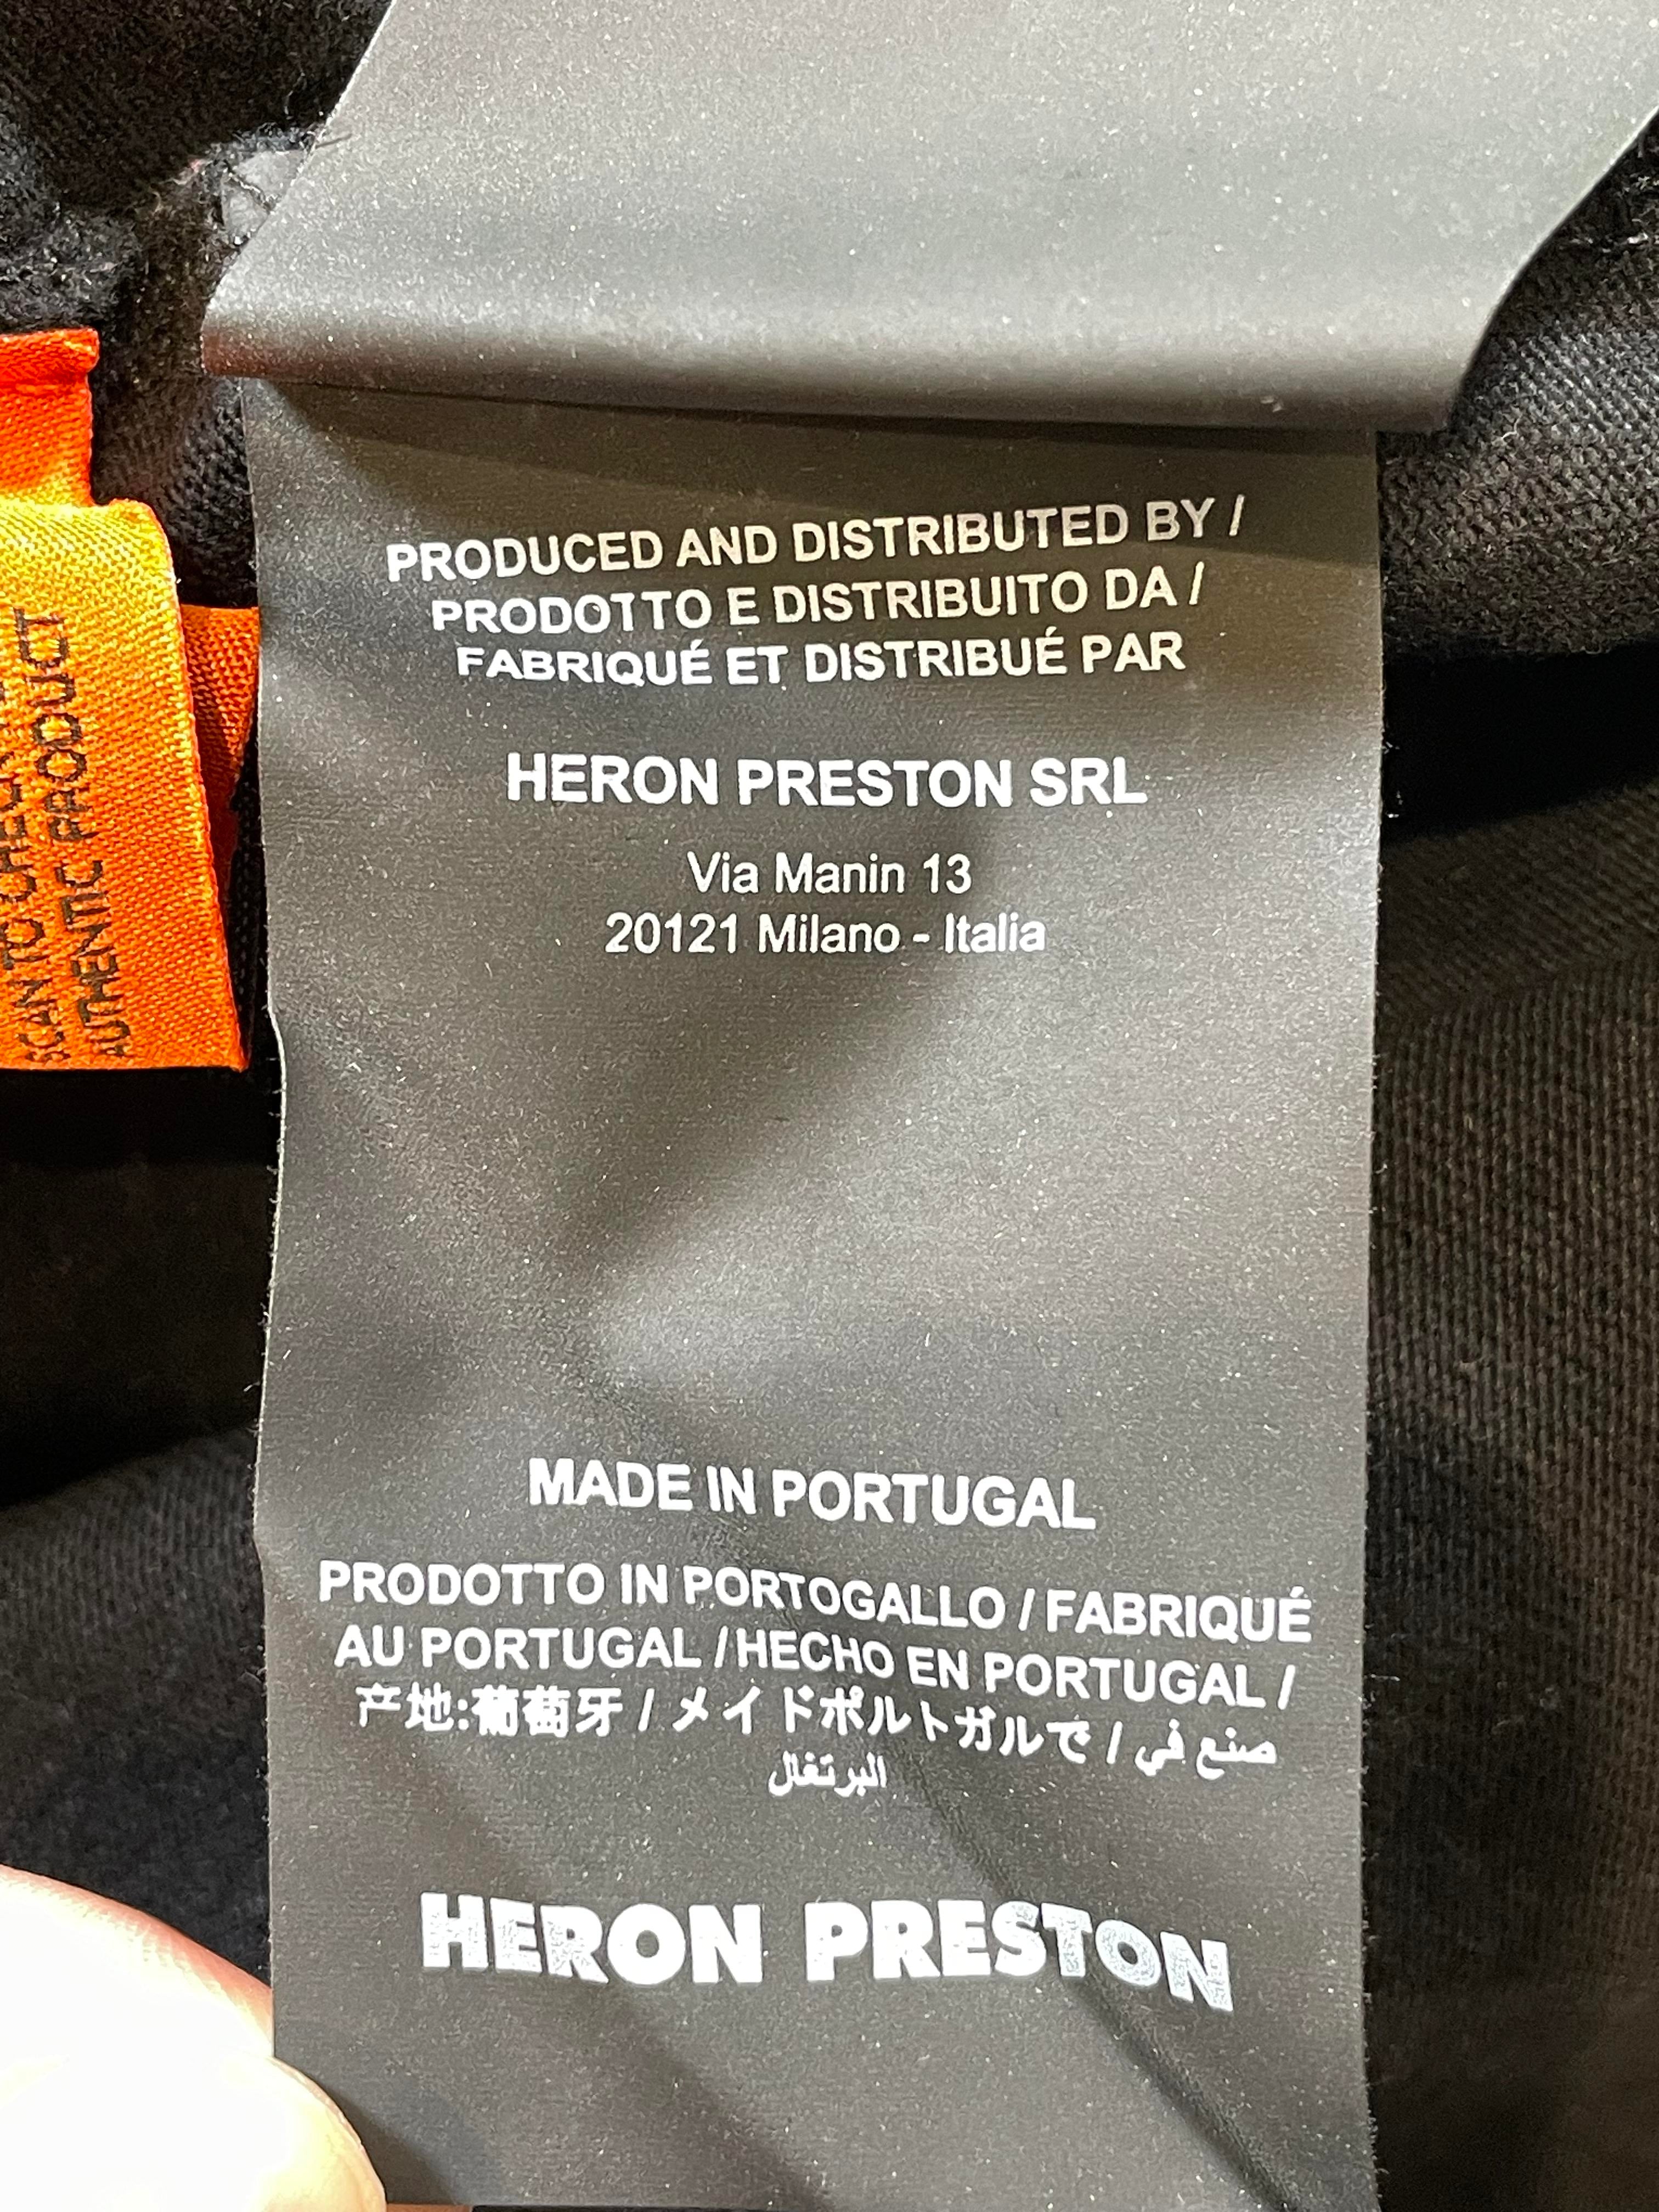 PRODUCED AND DISTRIBUTED BY /
PRODOTTO E DISTRIBUITO DA /
FABRIQUÉ ET DISTRIBUÉ PAR
HERON PRESTON SRL
Via Manin 13
20121 Milano - Italia
MADE IN PORTUGAL
PRODOTTO IN PORTOGALLO / FABRIQUÉ
AU PORTUGAL / HECHO EN PORTUGAL /
产地:葡萄牙 / メイドポルトガルで / صنع في
البرتغال
HERON PRESTON
SCAN TO
AUTHENTIC PRODUCT